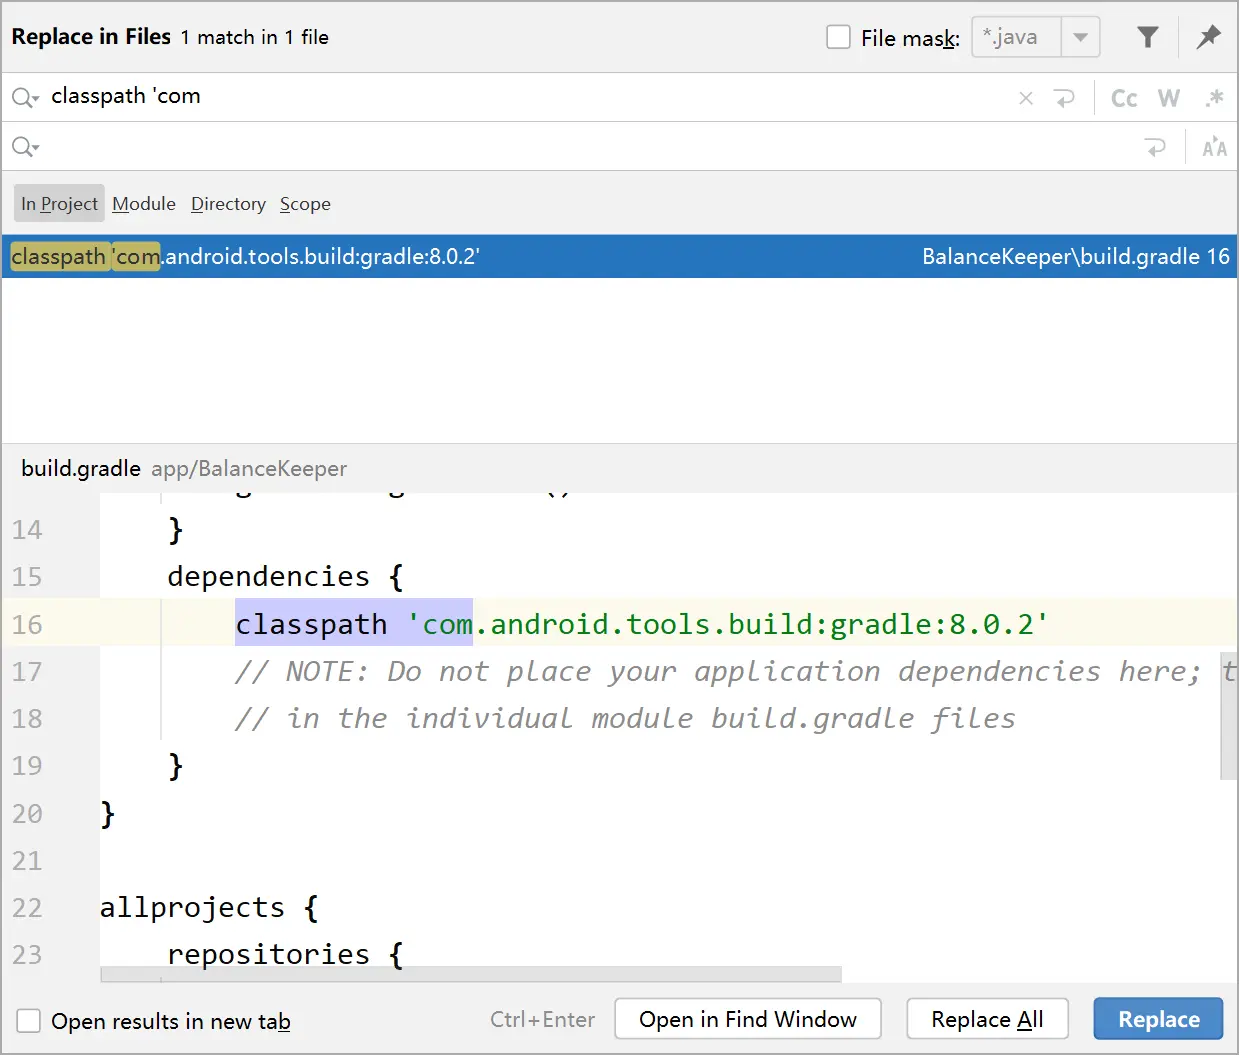 Replace in Files 1 match in 1 file File mask: *.java
classpath 'com Cc W .*
In Project Module Directory Scope
classpath 'com.android.tools.build:gradle:8.0.2' BalanceKeeper\build.gradle 16
build.gradle app/BalanceKeeper
14 }
15 dependencies {
16 classpath 'com.android.tools.build:gradle:8.0.2'
17 // NOTE: Do not place your application dependencies here; t
18 // in the individual module build.gradle files
19 }
20 }
21
22 allprojects {
23 repositories {
Open results in new tab Ctrl+Enter Open in Find Window Replace All Replace